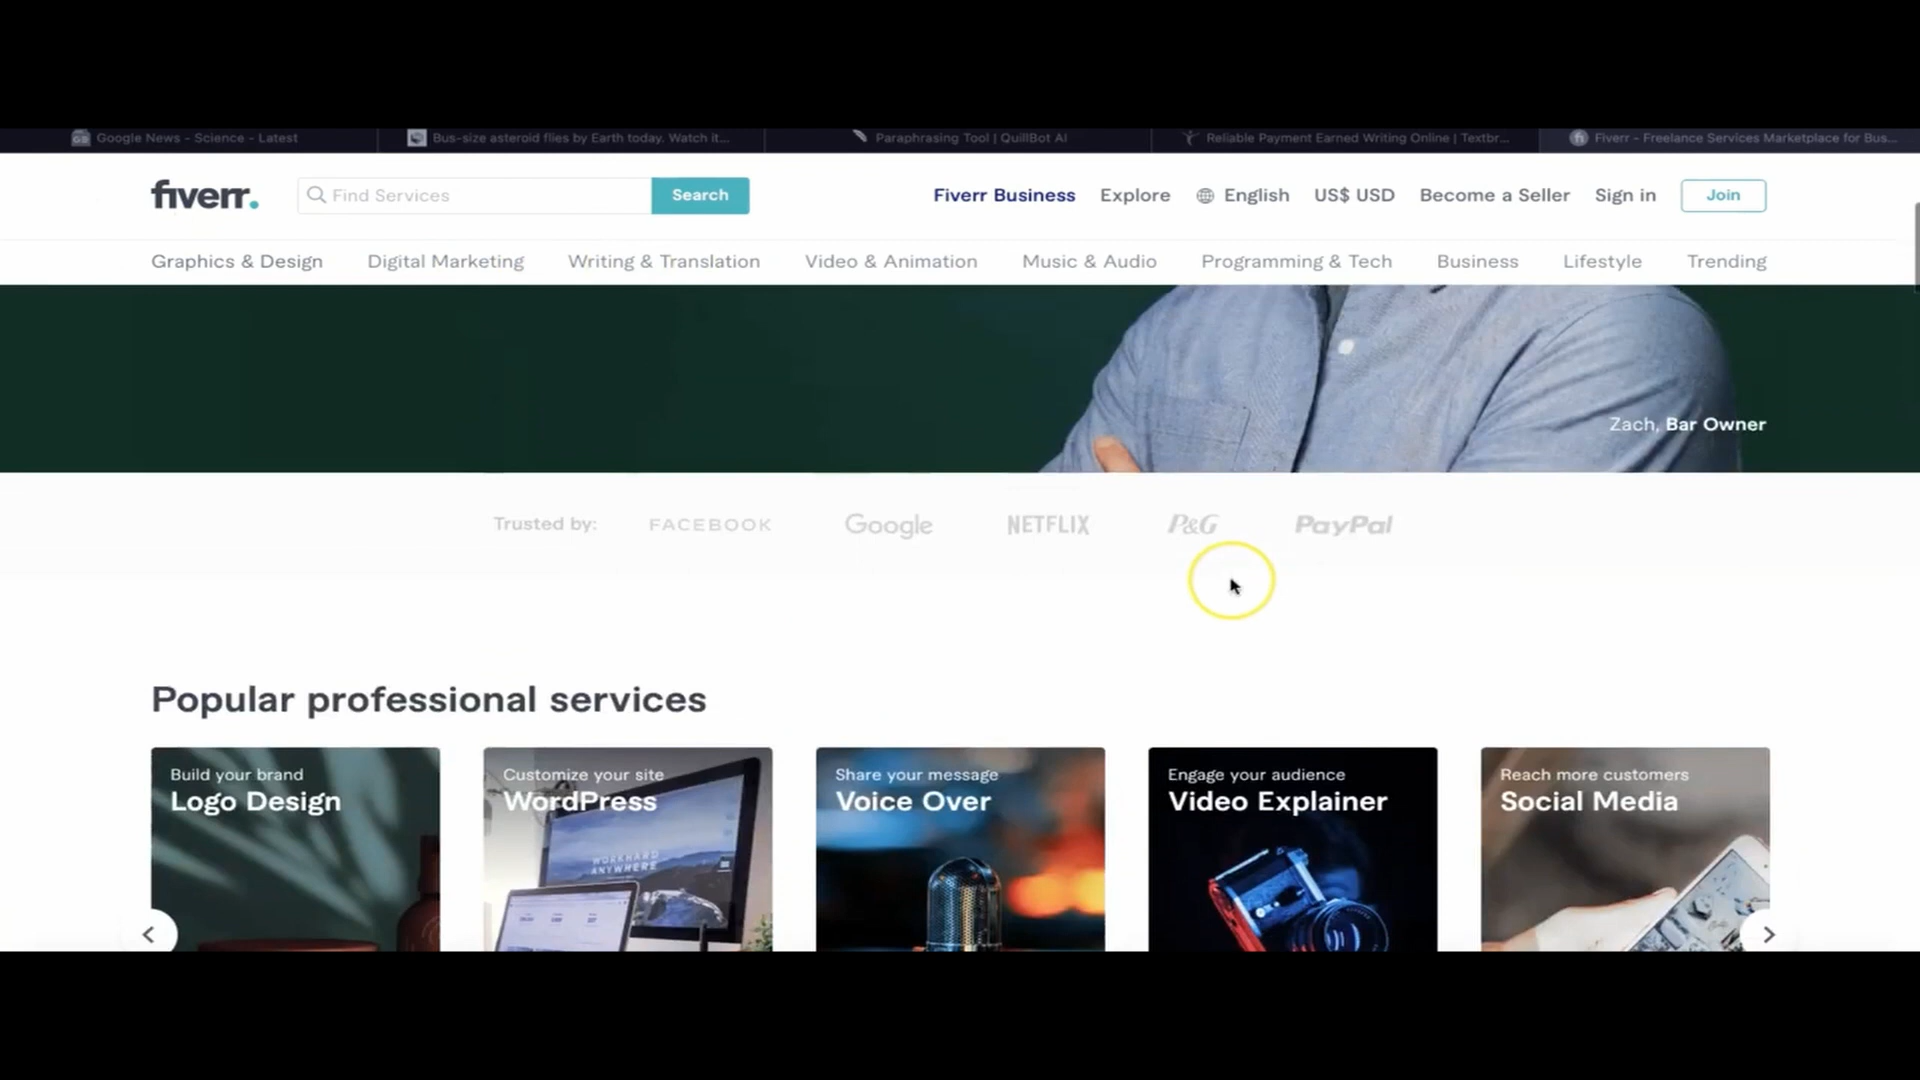 Google News - Science - Latest
Bus-size asteroid flies by Earth today. Watch it...
Paraphrasing Tool | QuillBot AI
Reliable Payment Earned Writing Online | Textbr...
Fiverr - Freelance Services Marketplace for Bus...
fiverr.
Find Services
Search
Fiverr Business
Explore
English
US$ USD
Become a Seller
Sign in
Join
Graphics & Design
Digital Marketing
Writing & Translation
Video & Animation
Music & Audio
Programming & Tech
Business
Lifestyle
Trending
Zach, Bar Owner
Trusted by:
FACEBOOK
Google
NETFLIX
P&G
PayPal
Popular professional services
Build your brand
Logo Design
Customize your site
WordPress
WORKHARD
ANYWHERE
Share your message
Voice Over
Engage your audience
Video Explainer
Reach more customers
Social Media